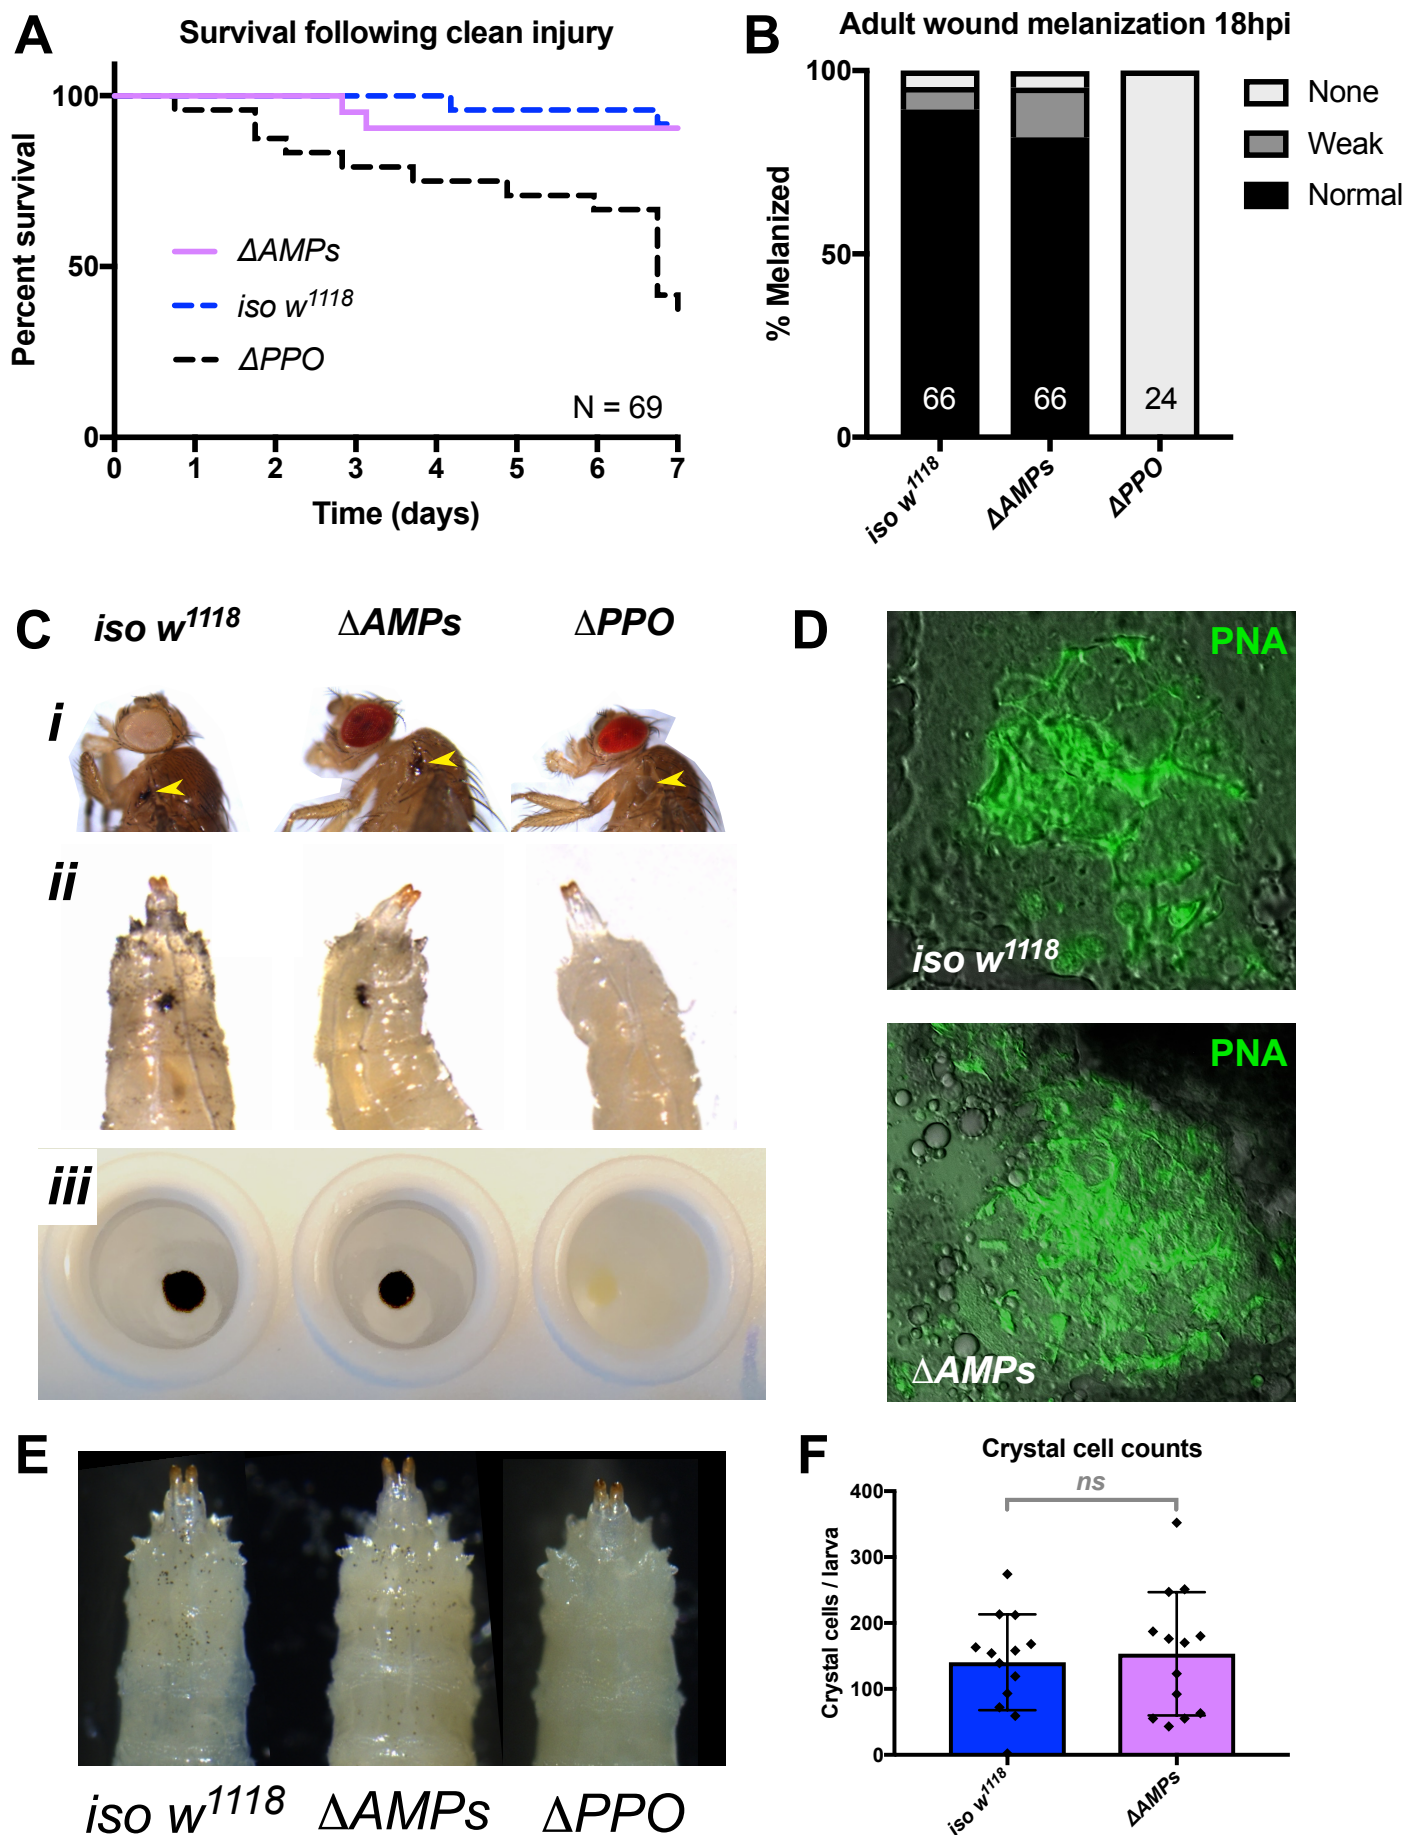 A
Survival following clean injury
Percent survival
100
50
0
ΔAMPs
iso w1118
ΔPPO
N = 69
0 1 2 3 4 5 6 7
Time (days)
B
Adult wound melanization 18hpi
% Melanized
100
50
0
66 66 24
iso w1118
ΔAMPs
ΔPPO
None
Weak
Normal
C
iso w1118 ΔAMPs ΔPPO
i
ii
iii
D
PNA
iso w1118
PNA
ΔAMPs
E
iso w1118 ΔAMPs ΔPPO
F
Crystal cell counts
ns
Crystal cells / larva
400
300
200
100
0
iso w1118
ΔAMPs